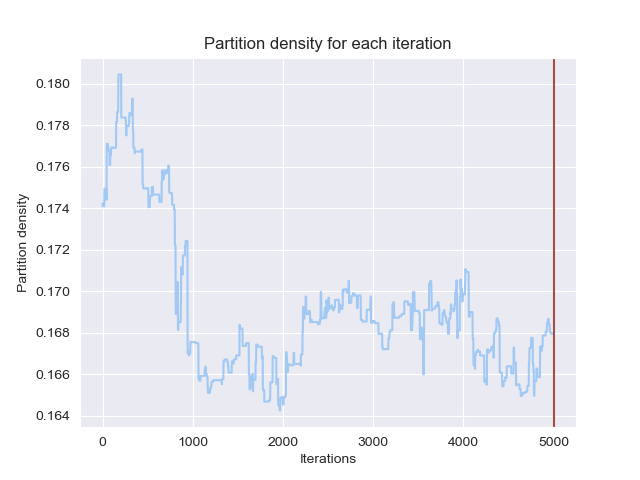 Partition density for each iteration
0.180
0.178
0.176
0.174
0.172
0.170
0.168
0.166
0.164
Partition density
0 1000 2000 3000 4000 5000
Iterations